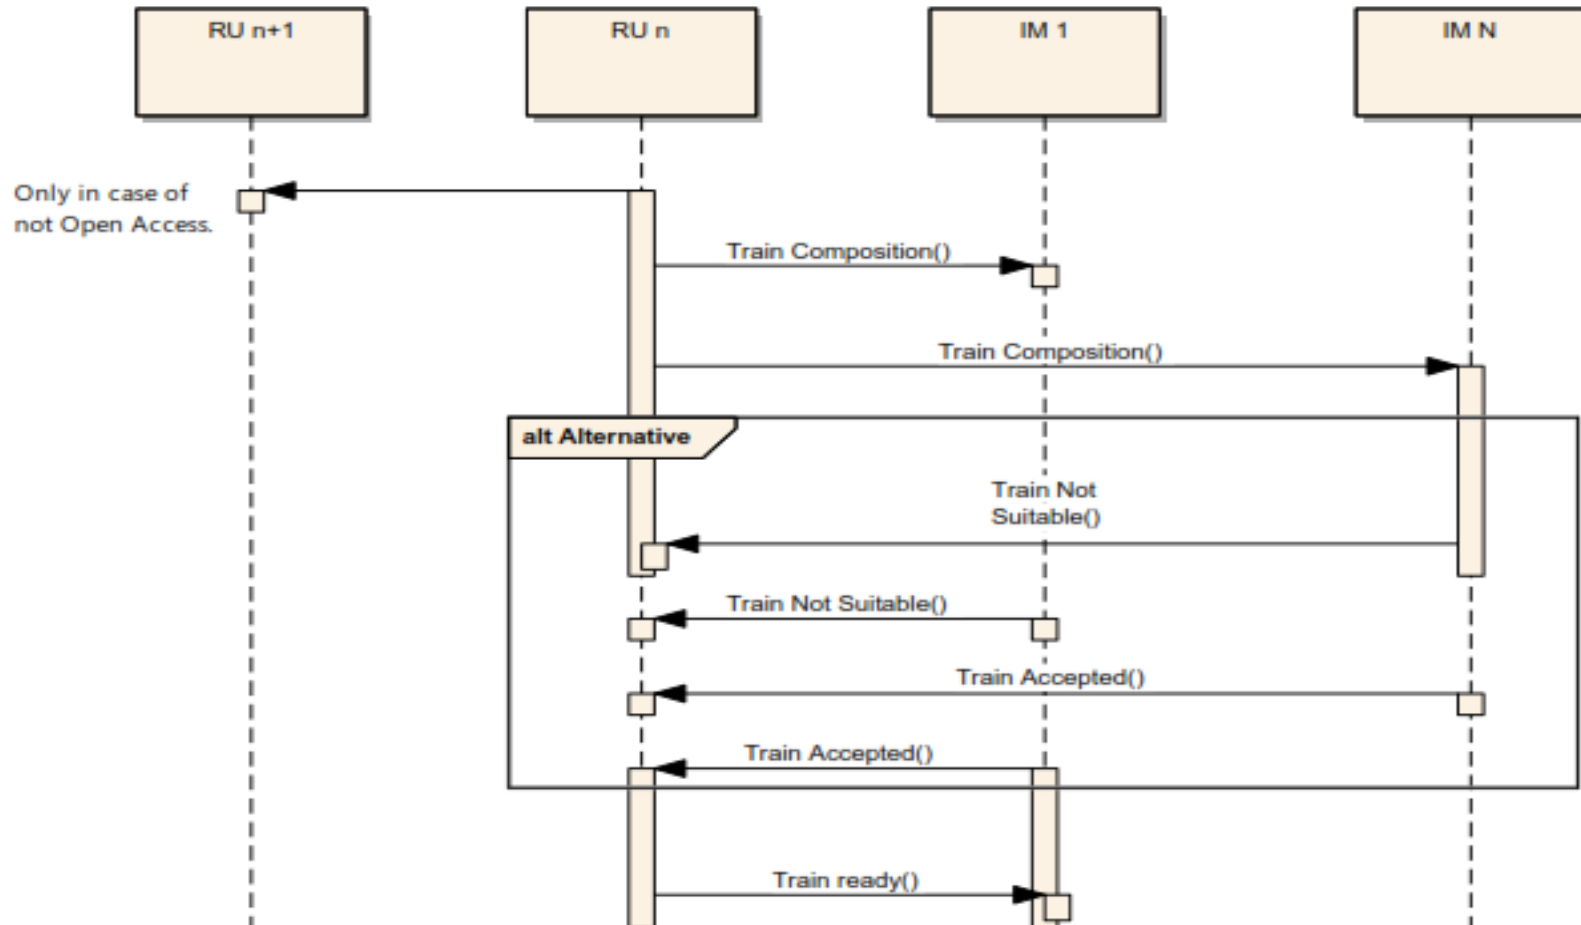 RU n+1
RU n
IM 1
IM N
Only in case of
not Open Access.
Train Composition()
Train Composition()
alt Alternative
Train Not
Suitable()
Train Not Suitable()
Train Accepted()
Train Accepted()
Train ready()